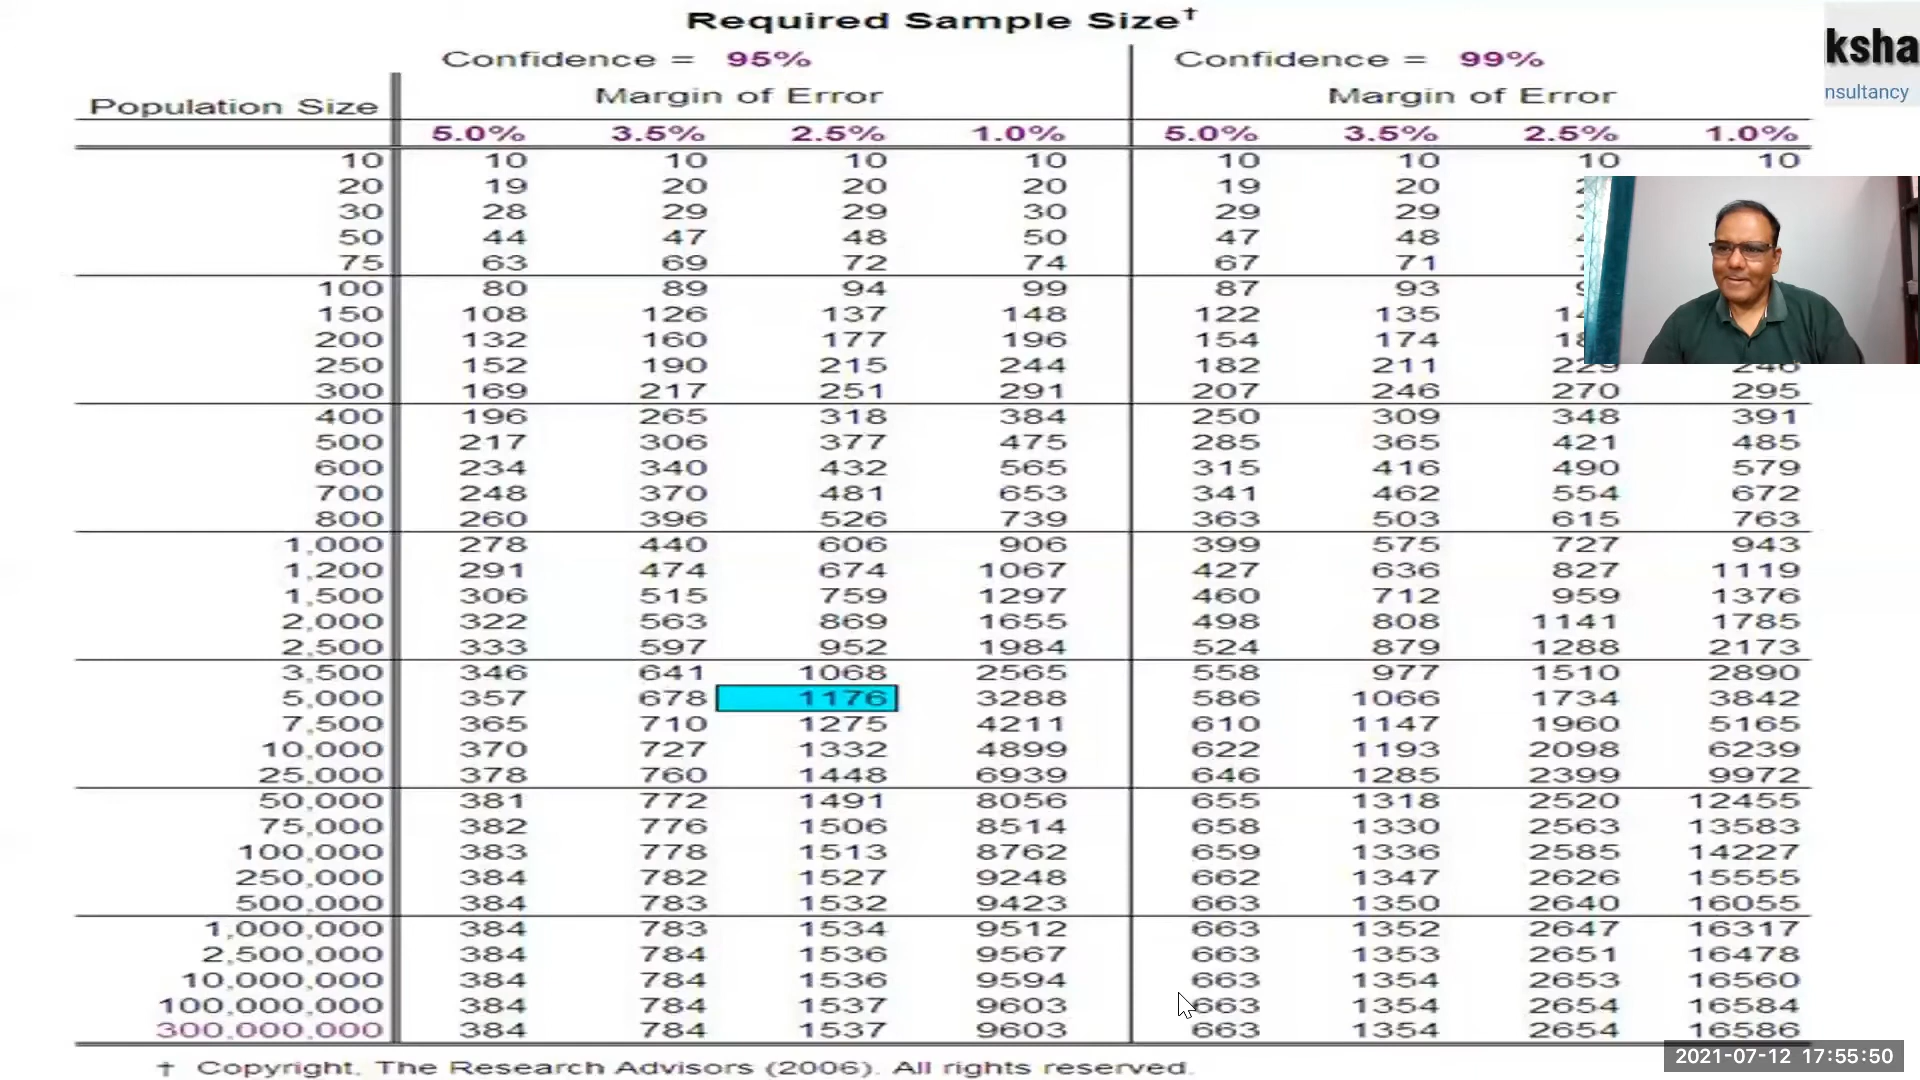 Required Sample Size†
ksha
nsultancy
Confidence = 95% Confidence = 99%
Population Size Margin of Error Margin of Error
5.0% 3.5% 2.5% 1.0% 5.0% 3.5% 2.5% 1.0%
10 10 10 10 10 10 10 10 10
20 19 20 20 20 19 20
30 28 29 29 30 29 29
50 44 47 48 50 47 48
75 63 69 72 74 67 71
100 80 89 94 99 87 93
150 108 126 137 148 122 135
200 132 160 177 196 154 174
250 152 190 215 244 182 211
300 169 217 251 291 207 246 270 295
400 196 265 318 384 250 309 348 391
500 217 306 377 475 285 365 421 485
600 234 340 432 565 315 416 490 579
700 248 370 481 653 341 462 554 672
800 260 396 526 739 363 503 615 763
1,000 278 440 606 906 399 575 727 943
1,200 291 474 674 1067 427 636 827 1119
1,500 306 515 759 1297 460 712 959 1376
2,000 322 563 869 1655 498 808 1141 1785
2,500 333 597 952 1984 524 879 1288 2173
3,500 346 641 1068 2565 558 977 1510 2890
5,000 357 678 1176 3288 586 1066 1734 3842
7,500 365 710 1275 4211 610 1147 1960 5165
10,000 370 727 1332 4899 622 1193 2098 6239
25,000 378 760 1448 6939 646 1285 2399 9972
50,000 381 772 1491 8056 655 1318 2520 12455
75,000 382 776 1506 8514 658 1330 2563 13583
100,000 383 778 1513 8762 659 1336 2585 14227
250,000 384 782 1527 9248 662 1347 2626 15555
500,000 384 783 1532 9423 663 1350 2640 16055
1,000,000 384 783 1534 9512 663 1352 2647 16317
2,500,000 384 784 1536 9567 663 1353 2651 16478
10,000,000 384 784 1536 9594 663 1354 2653 16560
100,000,000 384 784 1537 9603 663 1354 2654 16584
300,000,000 384 784 1537 9603 663 1354 2654 16586
† Copyright, The Research Advisors (2006). All rights reserved.
2021-07-12 17:55:50